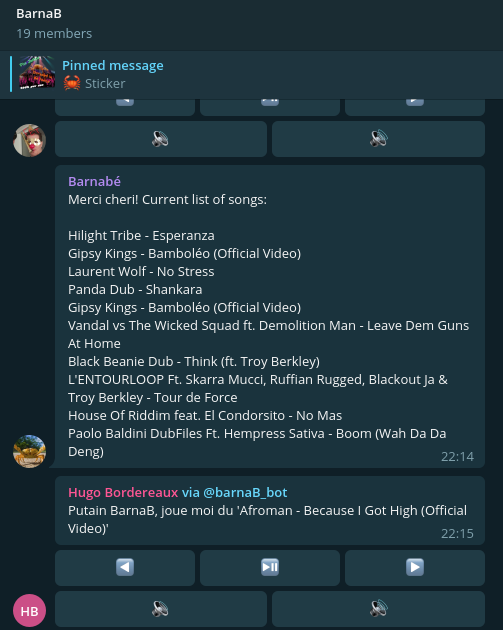 BarnaB
19 members
Pinned message
🦀 Sticker
Barnabé
Merci cheri! Current list of songs:
Hilight Tribe - Esperanza
Gipsy Kings - Bamboléo (Official Video)
Laurent Wolf - No Stress
Panda Dub - Shankara
Gipsy Kings - Bamboléo (Official Video)
Vandal vs The Wicked Squad ft. Demolition Man - Leave Dem Guns
At Home
Black Beanie Dub - Think (ft. Troy Berkley)
L'ENTOURLOOP Ft. Skarra Mucci, Ruffian Rugged, Blackout Ja &
Troy Berkley - Tour de Force
House Of Riddim feat. El Condorsito - No Mas
Paolo Baldini DubFiles Ft. Hempress Sativa - Boom (Wah Da Da
Deng)
22:14
Hugo Bordereaux via @barnaB_bot
Putain BarnaB, joue moi du 'Afroman - Because I Got High (Official
Video)'
22:15
HB